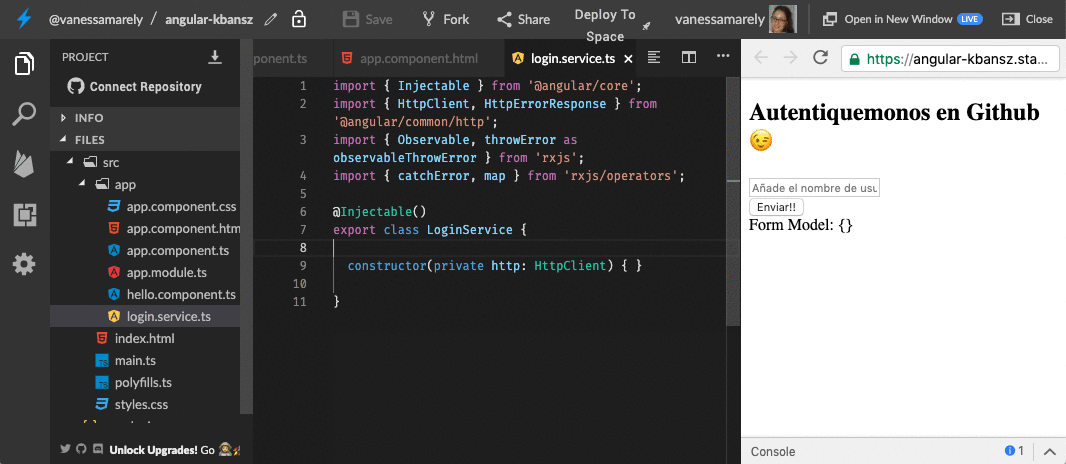 @vanessamarely / angular-kbansz
Save
Fork
Share
Deploy To
Space
vanessamarely
Open in New Window LIVE
Close
PROJECT
Connect Repository
INFO
FILES
src
app
app.component.css
app.component.htm
app.component.ts
app.module.ts
hello.component.ts
login.service.ts
index.html
main.ts
polyfills.ts
styles.css
Unlock Upgrades! Go
ponent.ts
app.component.html
login.service.ts
1 import { Injectable } from '@angular/core';
2 import { HttpClient, HttpErrorResponse } from
'@angular/common/http';
3 import { Observable, throwError as
observableThrowError } from 'rxjs';
4 import { catchError, map } from 'rxjs/operators';
5
6 @Injectable()
7 export class LoginService {
8
9 constructor(private http: HttpClient) { }
10
11 }
https://angular-kbansz.sta...
Autentiquemonos en Github
😉
Añade el nombre de usu
Enviar!!
Form Model: {}
Console
1